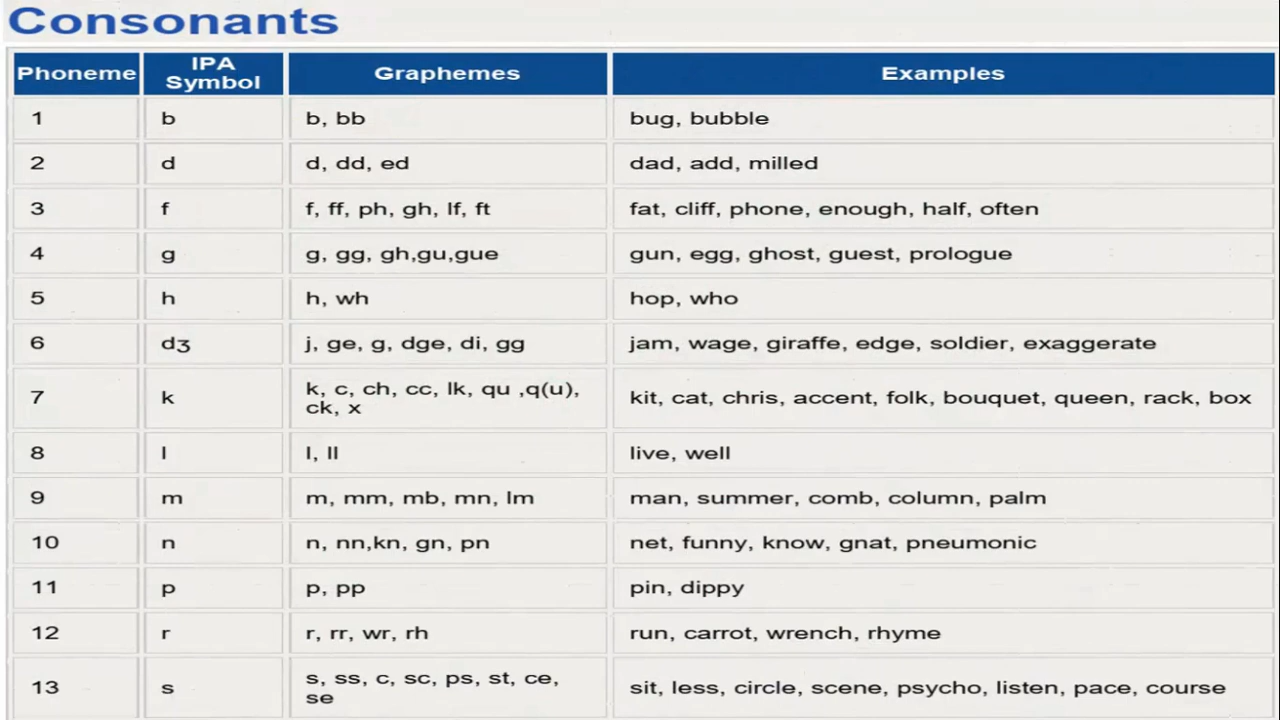 Consonants
Phoneme IPA Symbol Graphemes Examples
1 b b, bb bug, bubble
2 d d, dd, ed dad, add, milled
3 f f, ff, ph, gh, lf, ft fat, cliff, phone, enough, half, often
4 g g, gg, gh,gu,gue gun, egg, ghost, guest, prologue
5 h h, wh hop, who
6 dʒ j, ge, g, dge, di, gg jam, wage, giraffe, edge, soldier, exaggerate
7 k k, c, ch, cc, lk, qu ,q(u), ck, x kit, cat, chris, accent, folk, bouquet, queen, rack, box
8 l l, ll live, well
9 m m, mm, mb, mn, lm man, summer, comb, column, palm
10 n n, nn,kn, gn, pn net, funny, know, gnat, pneumonic
11 p p, pp pin, dippy
12 r r, rr, wr, rh run, carrot, wrench, rhyme
13 s s, ss, c, sc, ps, st, ce, se sit, less, circle, scene, psycho, listen, pace, course